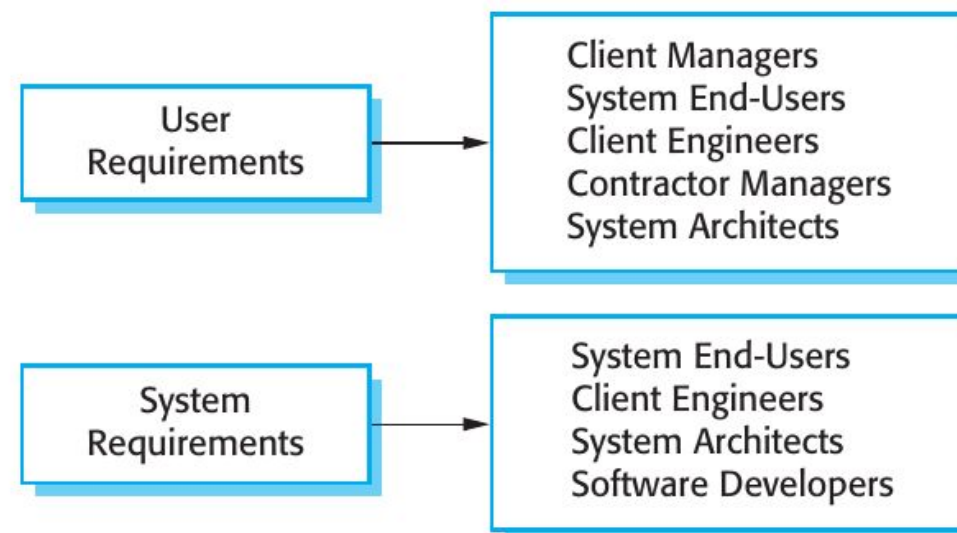 User
Requirements
Client Managers
System End-Users
Client Engineers
Contractor Managers
System Architects
System
Requirements
System End-Users
Client Engineers
System Architects
Software Developers